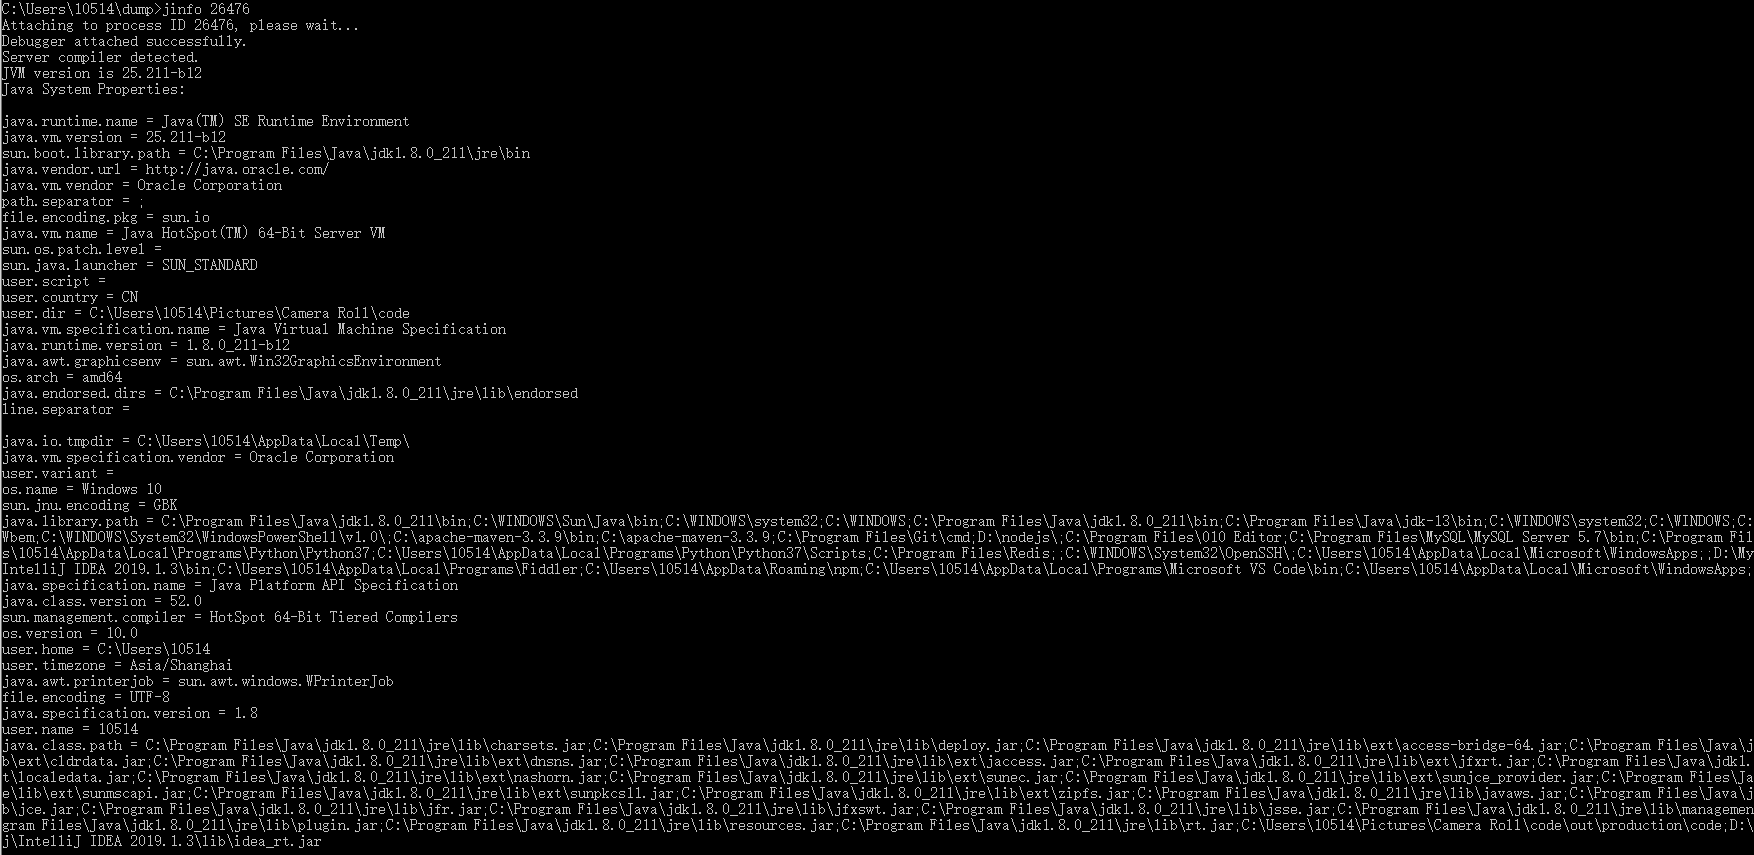 C:\Users\10514\dump>jinfo 26476
Attaching to process ID 26476, please wait...
Debugger attached successfully.
Server compiler detected.
JVM version is 25.211-b12
Java System Properties:
java.runtime.name = Java(TM) SE Runtime Environment
java.vm.version = 25.211-b12
sun.boot.library.path = C:\Program Files\Java\jdk1.8.0_211\jre\bin
java.vendor.url = http://java.oracle.com/
java.vm.vendor = Oracle Corporation
path.separator = ;
file.encoding.pkg = sun.io
java.vm.name = Java HotSpot(TM) 64-Bit Server VM
sun.os.patch.level =
sun.java.launcher = SUN_STANDARD
user.script =
user.country = CN
user.dir = C:\Users\10514\Pictures\Camera Roll\code
java.vm.specification.name = Java Virtual Machine Specification
java.runtime.version = 1.8.0_211-b12
java.awt.graphicsenv = sun.awt.Win32GraphicsEnvironment
os.arch = amd64
java.endorsed.dirs = C:\Program Files\Java\jdk1.8.0_211\jre\lib\endorsed
line.separator =
java.io.tmpdir = C:\Users\10514\AppData\Local\Temp\
java.vm.specification.vendor = Oracle Corporation
user.variant =
os.name = Windows 10
sun.jnu.encoding = GBK
java.library.path = C:\Program Files\Java\jdk1.8.0_211\bin;C:\WINDOWS\Sun\Java\bin;C:\WINDOWS\system32;C:\WINDOWS;C:\Program Files\Java\jdk1.8.0_211\bin;C:\Program Files\Java\jdk-13\bin;C:\WINDOWS\system32;C:\WINDOWS;C:
Wbem;C:\WINDOWS\System32\WindowsPowerShell\v1.0\;C:\apache-maven-3.3.9\bin;C:\apache-maven-3.3.9;C:\Program Files\Git\cmd;D:\nodejs\;C:\Program Files\010 Editor;C:\Program Files\MySQL\MySQL Server 5.7\bin;C:\Program Fil
s\10514\AppData\Local\Programs\Python\Python37;C:\Users\10514\AppData\Local\Programs\Python\Python37\Scripts;C:\Program Files\Redis;;C:\WINDOWS\System32\OpenSSH\;C:\Users\10514\AppData\Local\Microsoft\WindowsApps;;D:\My
IntelliJ IDEA 2019.1.3\bin;C:\Users\10514\AppData\Local\Programs\Fiddler;C:\Users\10514\AppData\Roaming\npm;C:\Users\10514\AppData\Local\Programs\Microsoft VS Code\bin;C:\Users\10514\AppData\Local\Microsoft\WindowsApps;
java.specification.name = Java Platform API Specification
java.class.version = 52.0
sun.management.compiler = HotSpot 64-Bit Tiered Compilers
os.version = 10.0
user.home = C:\Users\10514
user.timezone = Asia/Shanghai
java.awt.printerjob = sun.awt.windows.WPrinterJob
file.encoding = UTF-8
java.specification.version = 1.8
user.name = 10514
java.class.path = C:\Program Files\Java\jdk1.8.0_211\jre\lib\charsets.jar;C:\Program Files\Java\jdk1.8.0_211\jre\lib\deploy.jar;C:\Program Files\Java\jdk1.8.0_211\jre\lib\ext\access-bridge-64.jar;C:\Program Files\Java\j
b\ext\cldrdata.jar;C:\Program Files\Java\jdk1.8.0_211\jre\lib\ext\dnsns.jar;C:\Program Files\Java\jdk1.8.0_211\jre\lib\ext\jaccess.jar;C:\Program Files\Java\jdk1.8.0_211\jre\lib\ext\jfxrt.jar;C:\Program Files\Java\jdk1.
t\localedata.jar;C:\Program Files\Java\jdk1.8.0_211\jre\lib\ext\nashorn.jar;C:\Program Files\Java\jdk1.8.0_211\jre\lib\ext\sunec.jar;C:\Program Files\Java\jdk1.8.0_211\jre\lib\ext\sunjce_provider.jar;C:\Program Files\Ja
e\lib\ext\sunmscapi.jar;C:\Program Files\Java\jdk1.8.0_211\jre\lib\ext\sunpkcs11.jar;C:\Program Files\Java\jdk1.8.0_211\jre\lib\ext\zipfs.jar;C:\Program Files\Java\jdk1.8.0_211\jre\lib\javaws.jar;C:\Program Files\Java\j
b\jce.jar;C:\Program Files\Java\jdk1.8.0_211\jre\lib\jfr.jar;C:\Program Files\Java\jdk1.8.0_211\jre\lib\jfxswt.jar;C:\Program Files\Java\jdk1.8.0_211\jre\lib\jsse.jar;C:\Program Files\Java\jdk1.8.0_211\jre\lib\managemen
gram Files\Java\jdk1.8.0_211\jre\lib\plugin.jar;C:\Program Files\Java\jdk1.8.0_211\jre\lib\resources.jar;C:\Program Files\Java\jdk1.8.0_211\jre\lib\rt.jar;C:\Users\10514\Pictures\Camera Roll\code\out\production\code;D:\
j\IntelliJ IDEA 2019.1.3\lib\idea_rt.jar